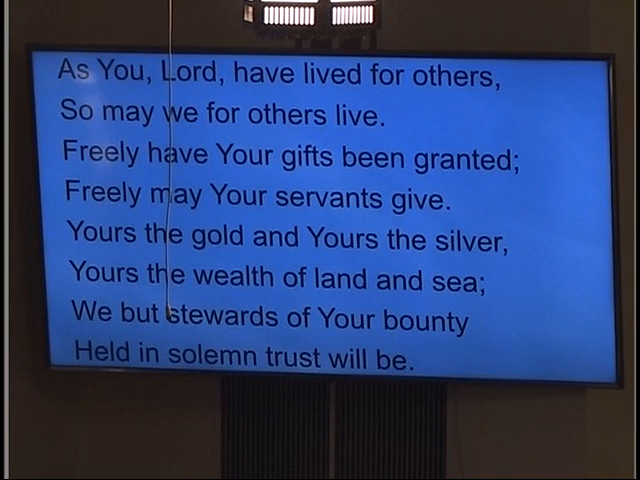 As You, Lord, have lived for others,
So may we for others live.
Freely have Your gifts been granted;
Freely may Your servants give.
Yours the gold and Yours the silver,
Yours the wealth of land and sea;
We but stewards of Your bounty
Held in solemn trust will be.